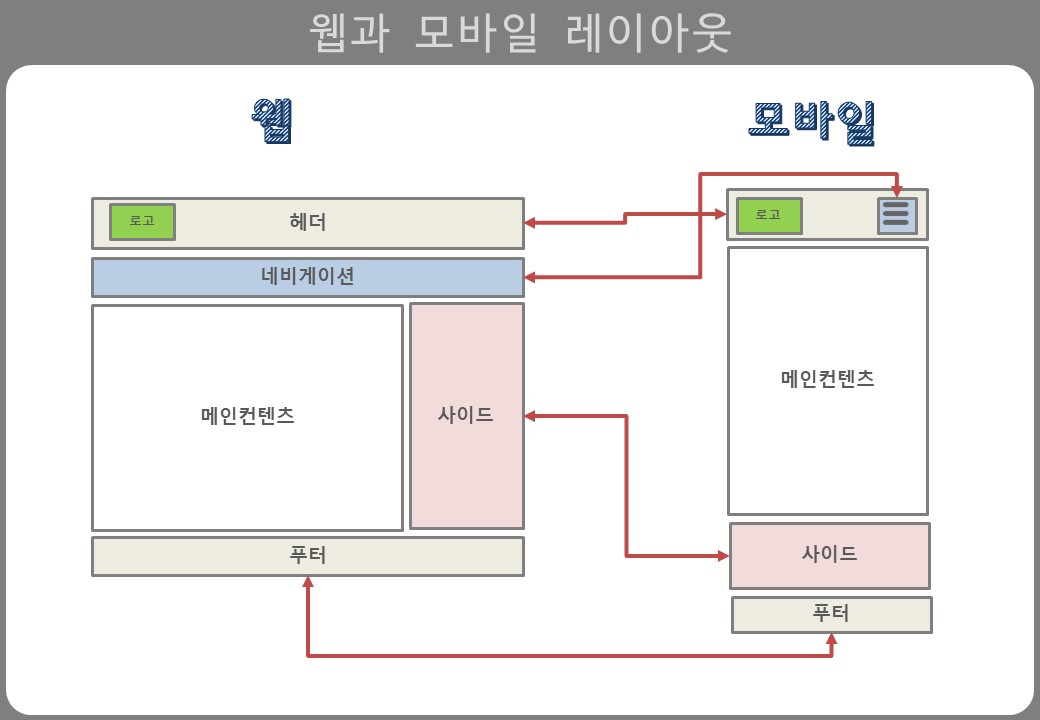 웹과 모바일 레이아웃
웹
모바일
로고
헤더
네비게이션
메인컨텐츠
사이드
푸터
로고
메인컨텐츠
사이드
푸터